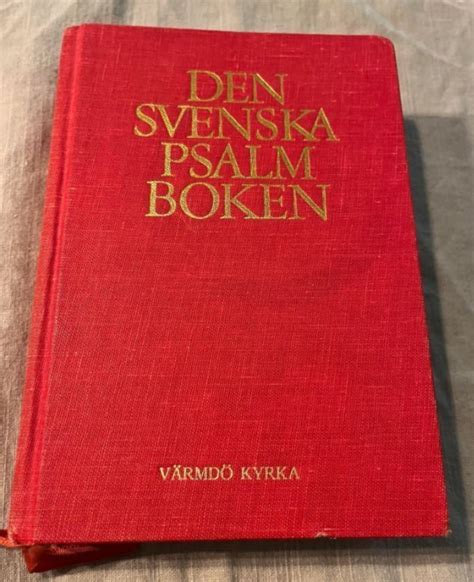 DEN
SVENSKA
PSALM
BOKEN
VÄRMDÖ KYRKA